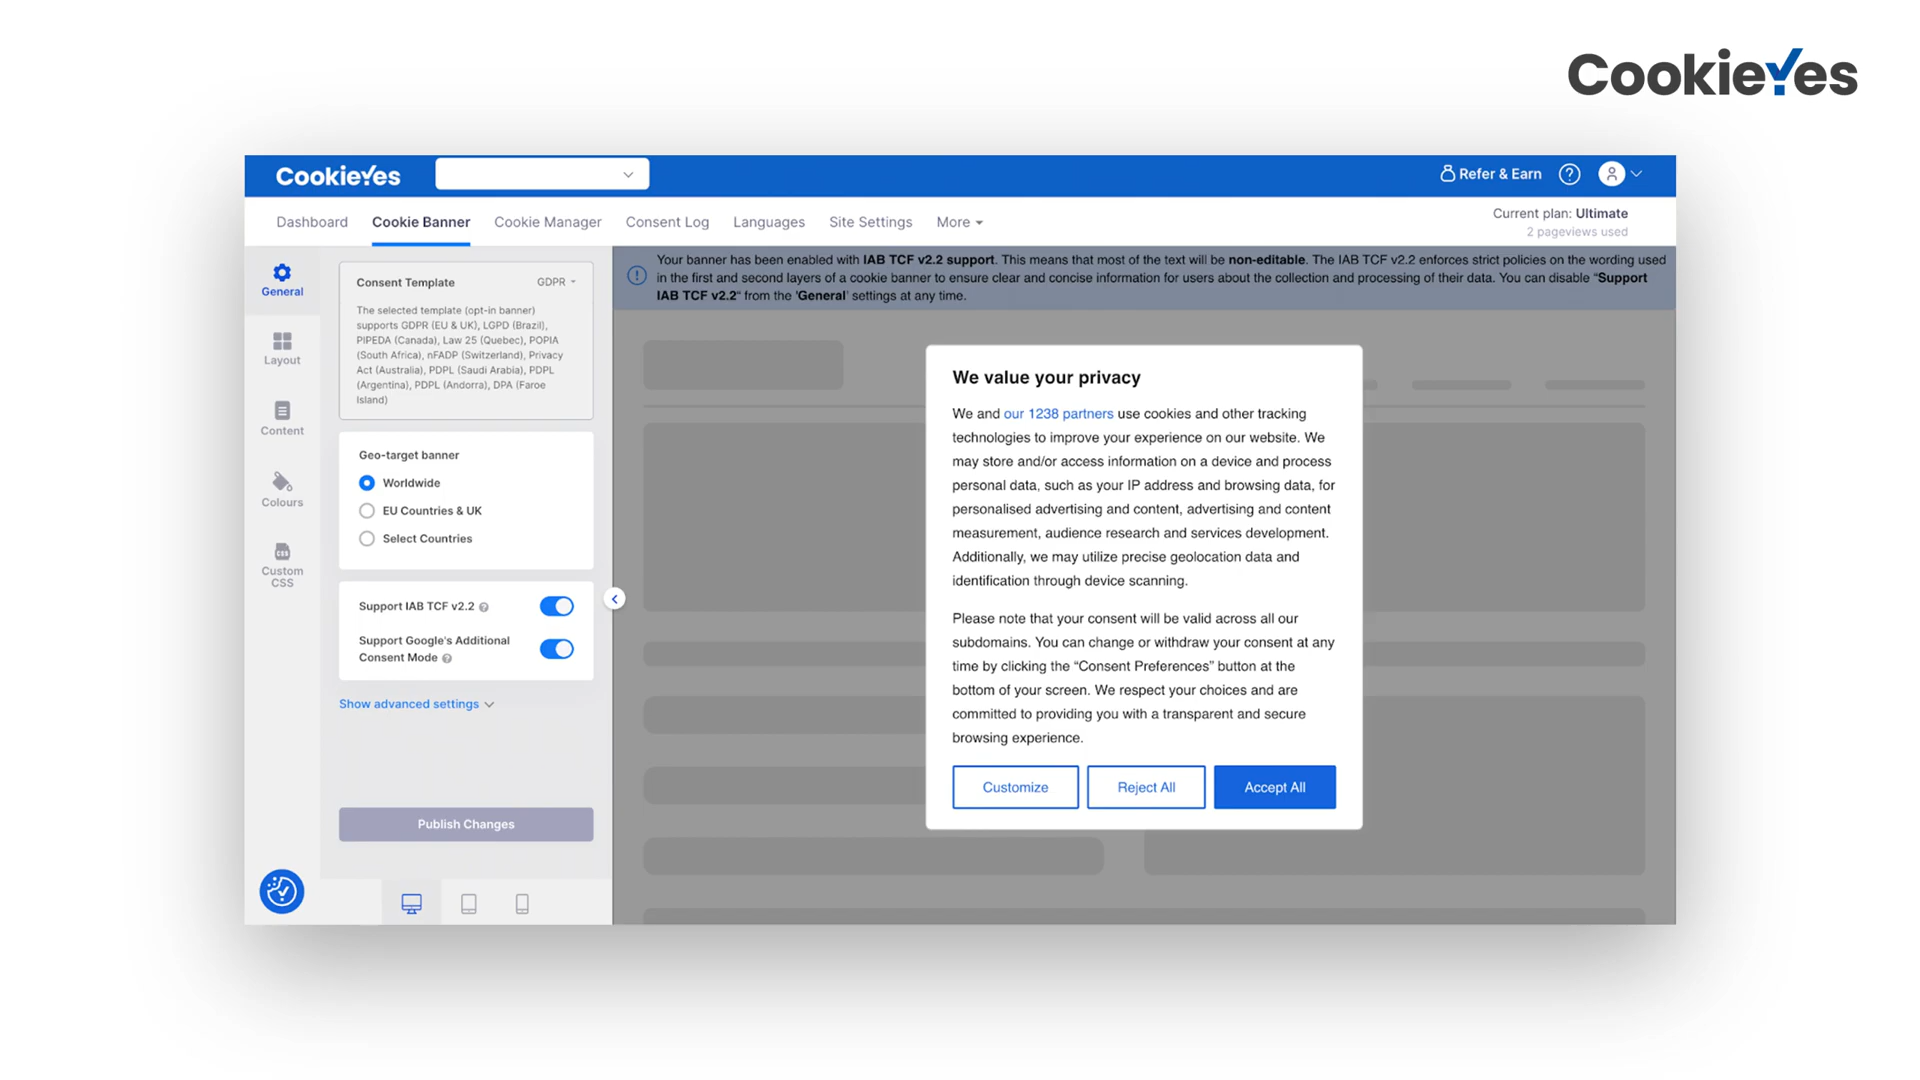 CookieYes
CookieYes
Refer & Earn
Dashboard
Cookie Banner
Cookie Manager
Consent Log
Languages
Site Settings
More
Current plan: Ultimate
2 pageviews used
General
Layout
Content
Colours
Custom
CSS
Consent Template
GDPR
The selected template (opt-in banner)
supports GDPR (EU & UK), LGPD (Brazil),
PIPEDA (Canada), Law 25 (Quebec), POPIA
(South Africa), nFADP (Switzerland), Privacy
Act (Australia), PDPL (Saudi Arabia), PDPL
(Argentina), PDPL (Andorra), DPA (Faroe
Island)
Geo-target banner
Worldwide
EU Countries & UK
Select Countries
Support IAB TCF v2.2
Support Google's Additional
Consent Mode
Show advanced settings
Publish Changes
Your banner has been enabled with IAB TCF v2.2 support. This means that most of the text will be non-editable. The IAB TCF v2.2 enforces strict policies on the wording used
in the first and second layers of a cookie banner to ensure clear and concise information for users about the collection and processing of their data. You can disable “Support
IAB TCF v2.2“ from the 'General' settings at any time.
We value your privacy
We and our 1238 partners use cookies and other tracking
technologies to improve your experience on our website. We
may store and/or access information on a device and process
personal data, such as your IP address and browsing data, for
personalised advertising and content, advertising and content
measurement, audience research and services development.
Additionally, we may utilize precise geolocation data and
identification through device scanning.
Please note that your consent will be valid across all our
subdomains. You can change or withdraw your consent at any
time by clicking the “Consent Preferences” button at the
bottom of your screen. We respect your choices and are
committed to providing you with a transparent and secure
browsing experience.
Customize
Reject All
Accept All